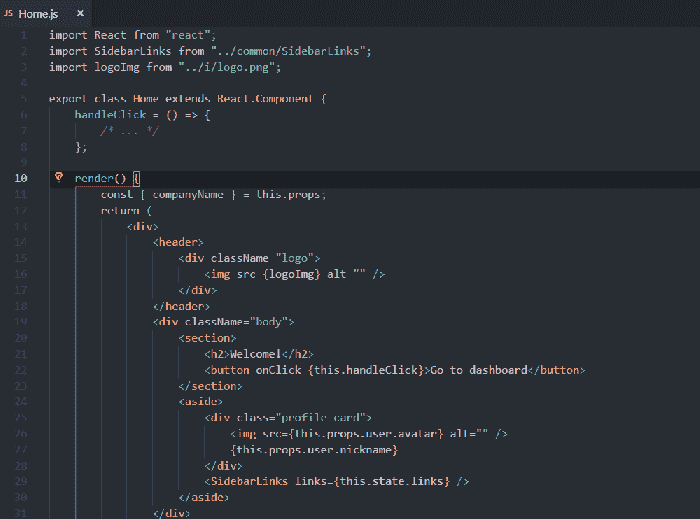 JS Home.js ×
1 import React from "react";
2 import SidebarLinks from "../common/SidebarLinks";
3 import logoImg from "../i/logo.png";
4
5 export class Home extends React.Component {
6     handleClick = () => {
7         /* ... */
8     };
9
10     render() {
11         const { companyName } = this.props;
12         return (
13             <div>
14                 <header>
15                     <div className "logo">
16                         <img src {logoImg} alt "" />
17                     </div>
18                 </header>
19                 <div className="body">
20                     <section>
21                         <h2>Welcome!</h2>
22                         <button onClick {this.handleClick}>Go to dashboard</button>
23                     </section>
24                     <aside>
25                         <div class="profile card">
26                             <img src={this.props.user.avatar} alt="" />
27                             {this.props.user.nickname}
28                         </div>
29                         <SidebarLinks links={this.state.links} />
30                     </aside>
31                 </div>